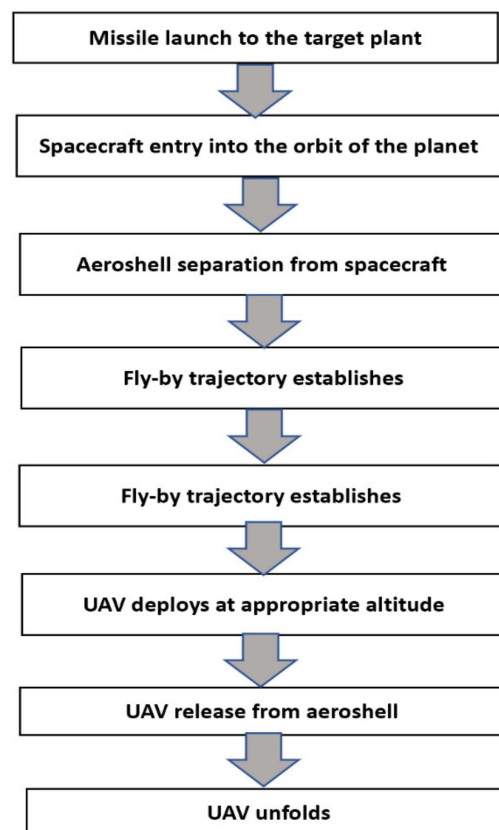 Missile launch to the target plant
Spacecraft entry into the orbit of the planet
Aeroshell separation from spacecraft
Fly-by trajectory establishes
Fly-by trajectory establishes
UAV deploys at appropriate altitude
UAV release from aeroshell
UAV unfolds